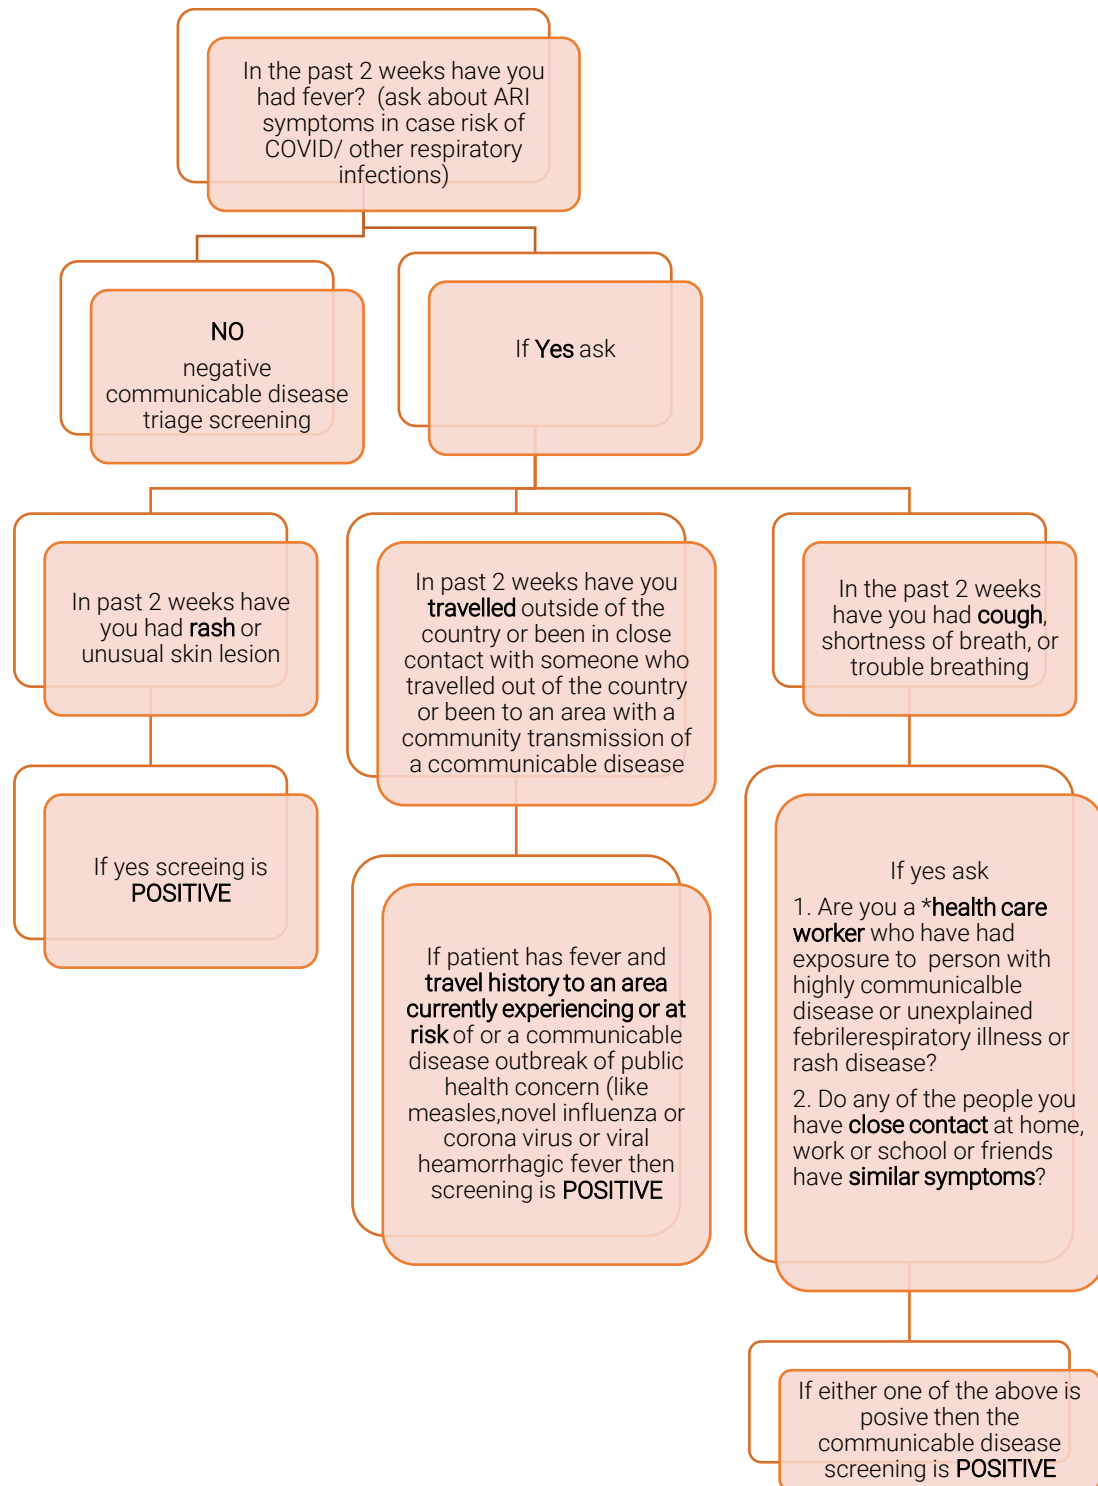 In the past 2 weeks have you
had fever?  (ask about ARI
symptoms in case risk of
COVID/ other respiratory
infections)
NO
negative
communicable disease
triage screening
If Yes ask
In past 2 weeks have
you had rash or
unusual skin lesion
If yes screeing is
POSITIVE
In past 2 weeks have you
travelled outside of the
country or been in close
contact with someone who
travelled out of the country
or been to an area with a
community transmission of
a ccommunicable disease
If patient has fever and
travel history to an area
currently experiencing or at
risk of or a communicable
disease outbreak of public
health concern (like
measles,novel influenza or
corona virus or viral
heamorrhagic fever then
screening is POSITIVE
In the past 2 weeks
have you had cough,
shortness of breath, or
trouble breathing
If yes ask
1. Are you a *health care
worker who have had
exposure to  person with
highly communicalble
disease or unexplained
febrilerespiratory illness or
rash disease?
2. Do any of the people you
have close contact at home,
work or school or friends
have similar symptoms?
If either one of the above is
posive then the
communicable disease
screening is POSITIVE